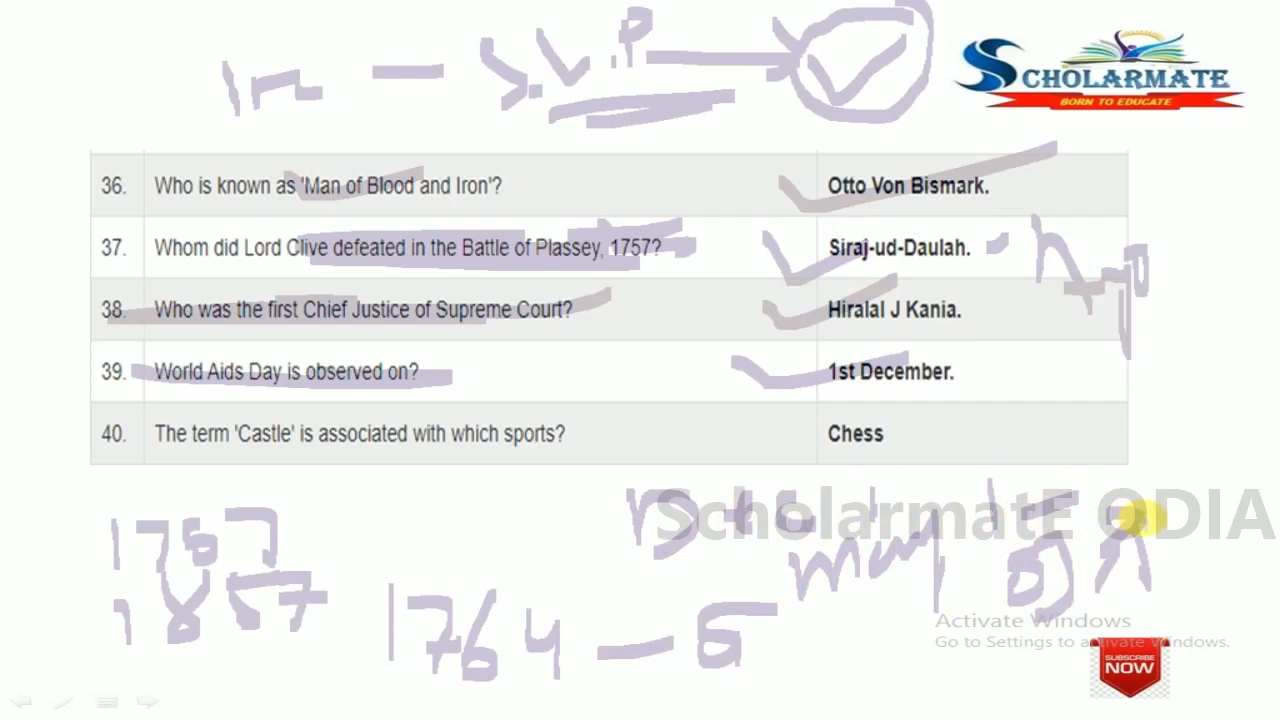 In — S.V.P
SCHOLARMATE
BORN TO EDUCATE
36. Who is known as 'Man of Blood and Iron'? Otto Von Bismark.
37. Whom did Lord Clive defeated in the Battle of Plassey, 1757? Siraj-ud-Daulah.
38. Who was the first Chief Justice of Supreme Court? Hiralal J Kania.
39. World Aids Day is observed on? 1st December.
40. The term 'Castle' is associated with which sports? Chess
ScholarmatE ODIA
1757
may
1857
1764 — 5
Activate Windows
Go to Settings to activate Windows.
SUBSCRIBE
NOW